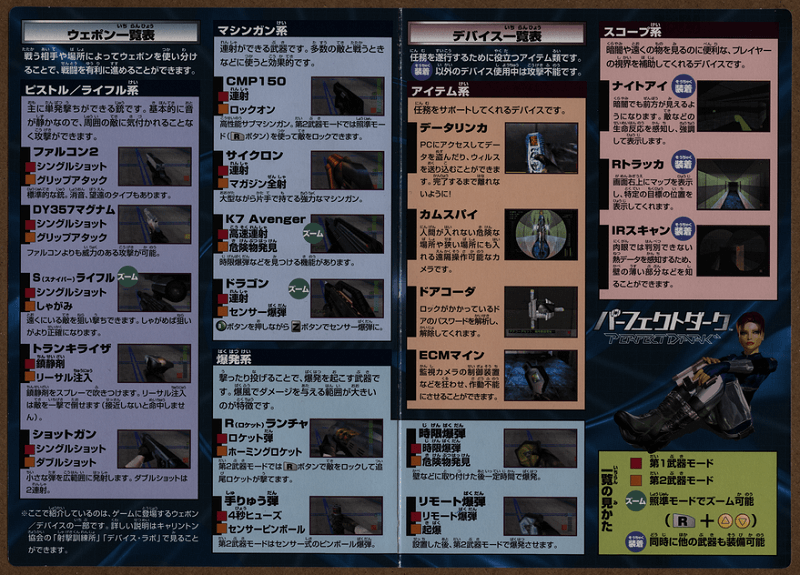 ウェポン一覧表
戦う相手や場所によってウェポンを使い分け
ることで、戦闘を有利に進めることができます。
ピストル／ライフル系
主に単発撃ちができる銃です。基本的に音
が静かなので、周囲の敵に気付かれることな
く攻撃ができます。
ファルコン2
シングルショット
グリップアタック
標準的な銃。消音、望遠のタイプもあります。
DY357マグナム
シングルショット
グリップアタック
ファルコンよりも威力のある攻撃が可能。
S(スナイパー)ライフル
ズーム
シングルショット
しゃがみ
遠くにいる敵を狙い撃ちできます。しゃがめば狙い
がより正確になります。
トランキライザ
鎮静剤
リーサル注入
鎮静剤をスプレーで吹きつけます。リーサル注入
は敵を一撃で倒せます(接近しないと命中しませ
ん)。
ショットガン
シングルショット
ダブルショット
小さな弾を広範囲に発射します。ダブルショットは
2連射。
※ここで紹介しているのは、ゲームに登場するウェポン
／デバイスの一部です。詳しい説明はキャリントン
協会の「射撃訓練所」「デバイス・ラボ」で見ること
ができます。
マシンガン系
連射ができる武器です。多数の敵と戦うとき
などに使うと効果的です。
CMP150
連射
ロックオン
高性能サブマシンガン。第2武器モードでは照準モー
ド(Rボタン)を使って敵をロックできます。
サイクロン
連射
マガジン全射
大型ながら片手で持てる強力なマシンガン。
K7 Avenger
ズーム
高速連射
危険物発見
時限爆弾などを見つける機能があります。
ドラゴン
ズーム
連射
センサー爆弾
Bボタンを押しながらZボタンでセンサー爆弾に。
爆発系
撃ったり投げることで、爆発を起こす武器で
す。爆風でダメージを与える範囲が大きい
のが特徴です。
R(ロケット)ランチャ
ロケット弾
ホーミングロケット
第2武器モードではRボタンで敵をロックして追
尾ロケットが撃てます。
手りゅう弾
4秒ヒューズ
センサーピンボール
第2武器モードはセンサー式のピンボール爆弾。
デバイス一覧表
任務を遂行するために役立つアイテム類です。
装着以外のデバイス使用中は攻撃不能です。
アイテム系
任務をサポートしてくれるデバイスです。
データリンカ
PCにアクセスしてデー
タを盗んだり、ウィルス
を送り込むことができま
す。完了するまで離れな
いように!
カムスパイ
人間が入れない危険な
場所や狭い場所にも入
れる遠隔操作可能なカ
メラです。
ドアコーダ
ロックがかかっているド
アのパスワードを解析し、
解除してくれます。
ECMマイン
監視カメラの制御装置
などを狂わせ、作動不能
にさせることができます。
時限爆弾
時限爆弾
危険物発見
壁などに取り付けた後一定時間で爆発。
リモート爆弾
リモート爆弾
起爆
設置した後、第2武器モードで爆発させます。
スコープ系
暗闇や遠くの物を見るのに便利な、プレイヤー
の視界を補助してくれるデバイスです。
ナイトアイ
装着
暗闇でも前方が見えるよ
うになります。敵などの
生命反応を感知し、強調
して表示します。
Rトラッカ
装着
画面右上にマップを表示
し、特定の目標の位置を
表示してくれます。
IRスキャン
装着
肉眼では判別できない
熱データを感知するため、
壁の薄い部分などを知
ることができます。
パーフェクトダーク
PERFECT DARK
一覧の見かた
第1武器モード
第2武器モード
ズーム 照準モードでズーム可能
(R+△▽)
装着 同時に他の武器も装備可能